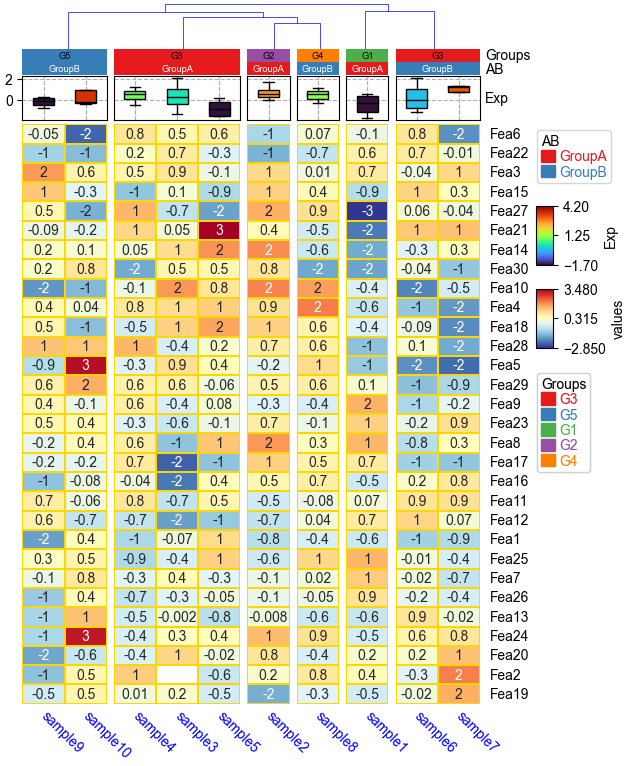 G5 G3 G2 G4 G1 G3 Groups
GroupB GroupA GroupA GroupB GroupA GroupB AB
2
0 Exp
-0.05 -2 0.8 0.5 0.6 -1 0.07 -0.1 0.8 -2 Fea6
-1 -1 0.2 0.7 -0.3 -1 -0.7 0.6 0.7 -0.01 Fea22
2 0.6 0.5 0.9 -0.1 1 0.01 0.7 -0.04 1 Fea3
1 -0.3 -1 0.1 -0.9 1 0.4 -0.9 1 0.3 Fea15
0.5 -2 1 -0.7 -2 2 0.9 -3 0.06 -0.04 Fea27
-0.09 -0.2 1 0.05 3 0.4 -0.5 -2 1 1 Fea21
0.2 0.1 0.05 1 2 2 -0.6 -2 -0.3 0.3 Fea14
0.2 0.8 -2 0.5 0.5 0.8 -2 -2 -0.04 -1 Fea30
-2 -1 -0.1 2 0.8 2 2 -0.4 -2 -0.5 Fea10
0.4 0.04 0.8 1 1 0.9 2 -0.6 -1 -2 Fea4
0.5 -1 -0.5 1 2 1 0.6 -0.4 -0.09 -2 Fea18
1 1 1 -0.4 0.2 0.7 0.6 -1 0.1 -2 Fea28
-0.9 3 -0.3 0.9 0.4 -0.2 1 -1 -2 -2 Fea5
0.6 2 0.6 0.6 -0.06 0.5 0.6 0.1 -1 -0.9 Fea29
0.4 -0.1 0.6 -0.4 0.08 -0.3 -0.4 2 -1 -0.2 Fea9
0.5 0.4 -0.3 -0.6 -0.1 0.7 -0.1 1 -0.2 0.9 Fea23
-0.2 0.4 0.6 -1 1 2 0.3 1 -0.8 0.3 Fea8
-0.2 -0.2 0.7 -2 -1 1 0.5 0.7 -1 -1 Fea17
-1 -0.08 -0.04 -2 0.4 0.5 0.7 -0.5 0.2 0.8 Fea16
0.7 -0.06 0.8 -0.7 0.5 -0.5 -0.08 0.07 0.9 0.9 Fea11
0.6 -0.7 -0.7 -2 -1 -0.7 0.04 0.7 1 0.07 Fea12
-2 0.4 -1 -0.07 1 -0.8 -0.4 -0.6 -1 -0.9 Fea1
0.3 0.5 -0.9 -0.4 1 -0.6 1 1 -0.01 -0.4 Fea25
-0.1 0.8 -0.3 0.4 -0.3 -0.1 0.02 1 -0.02 -0.7 Fea7
-1 0.4 -0.7 -0.3 -0.05 -0.1 -0.05 0.9 -0.2 -0.4 Fea26
-1 1 -0.5 -0.002 -0.8 -0.008 -0.6 -0.6 0.9 -0.02 Fea13
-1 3 -0.4 0.3 0.4 1 0.9 -0.5 0.6 0.8 Fea24
-2 -0.6 -0.4 1 -0.02 0.8 -0.4 0.2 0.2 1 Fea20
-1 0.5 1 -0.6 0.2 0.8 0.4 -0.3 2 Fea2
-0.5 0.5 0.01 0.2 -0.5 -2 -0.3 -0.5 -0.02 2 Fea19
sample9 sample10 sample4 sample3 sample5 sample2 sample8 sample1 sample6 sample7
AB
GroupA
GroupB
4.20
1.25
-1.70
Exp
3.480
0.315
-2.850
values
Groups
G3
G5
G1
G2
G4